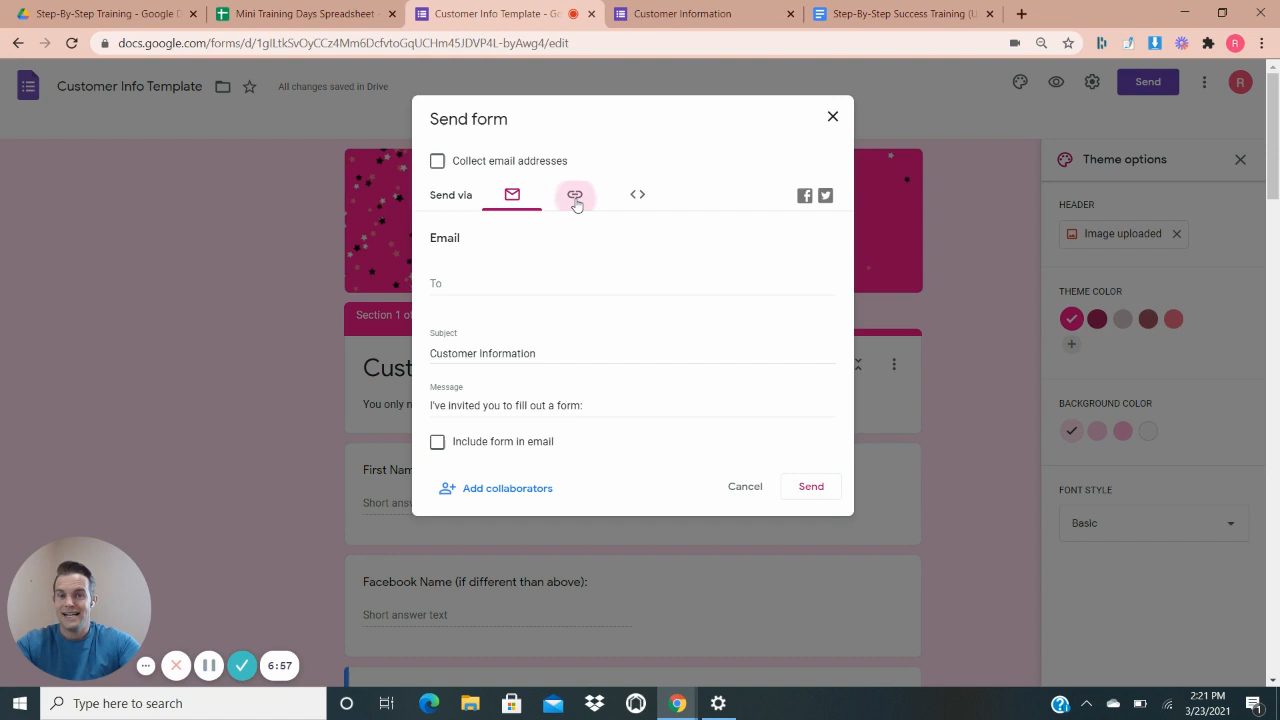 Step-By-Step Training - Google D
Mini Training Days Spreadsheet -
Customer Info Template - Go
Customer Information
Step-By-Step Success Training (U
docs.google.com/forms/d/1gILtkSvOyCCz4Mm6DcfvtoGqUCHm45JDVP4L-byAwg4/edit
R
Customer Info Template
All changes saved in Drive
Send
R
Send form
Collect email addresses
Send via
Email
To
Subject
Customer Information
Message
I've invited you to fill out a form:
Include form in email
Add collaborators
Cancel
Send
Theme options
HEADER
Image uploaded
THEME COLOR
BACKGROUND COLOR
FONT STYLE
Basic
Section 1 of
Cust
You only n
First Nam
Short answ
Facebook Name (if different than above):
Short answer text
6:57
Type here to search
2:21 PM
3/23/2021